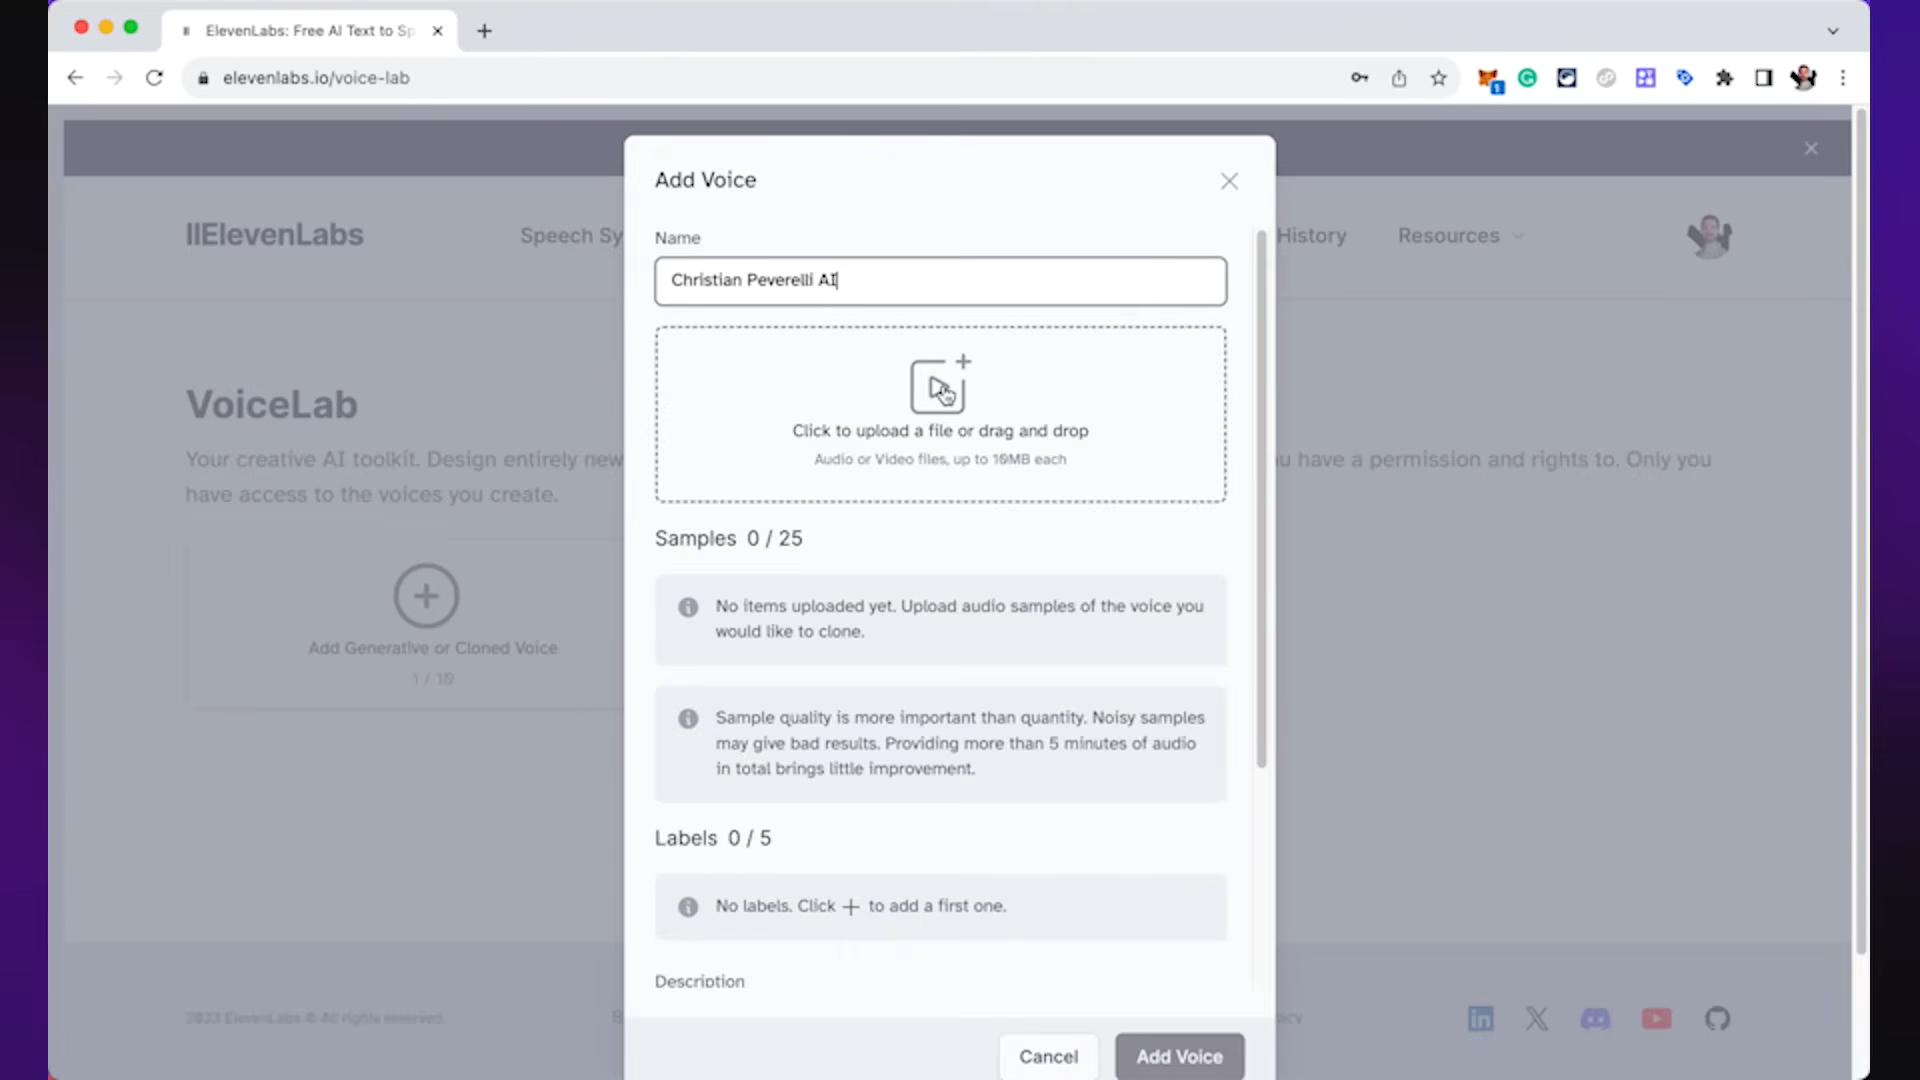 ElevenLabs: Free AI Text to Sp
elevenlabs.io/voice-lab
1
IIElevenLabs
Speech Sy
History
Resources
VoiceLab
Your creative AI toolkit. Design entirely new
u have a permission and rights to. Only you
have access to the voices you create.
Add Generative or Cloned Voice
1 / 10
Add Voice
Name
Christian Peverelli AI
Click to upload a file or drag and drop
Audio or Video files, up to 10MB each
Samples 0 / 25
No items uploaded yet. Upload audio samples of the voice you
would like to clone.
Sample quality is more important than quantity. Noisy samples
may give bad results. Providing more than 5 minutes of audio
in total brings little improvement.
Labels 0 / 5
No labels. Click + to add a first one.
Description
2023 ElevenLabs © All rights reserved.
Cancel
Add Voice